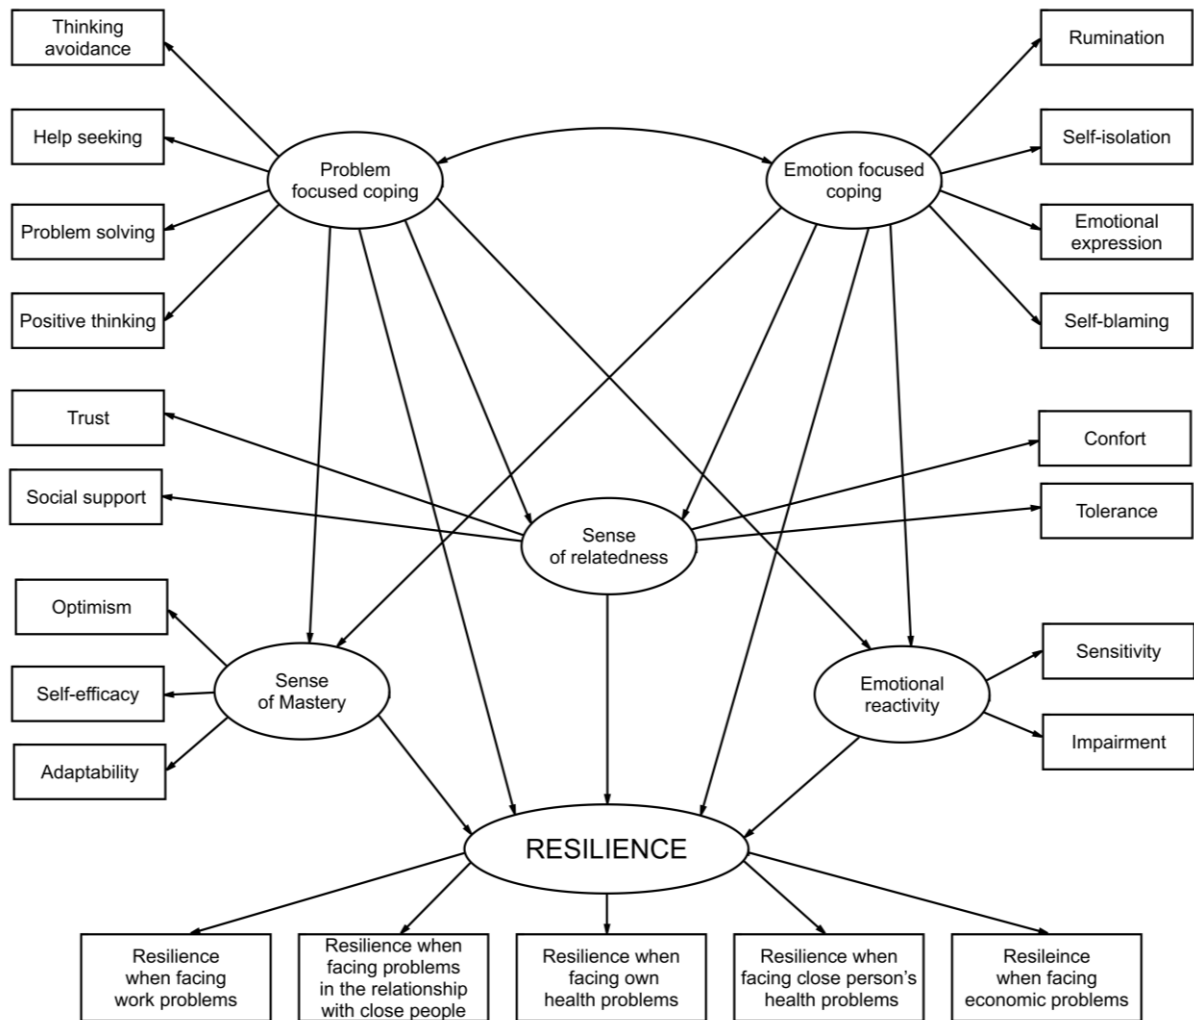 Thinking
avoidance
Rumination
Help seeking
Self-isolation
Problem
focused coping
Emotion focused
coping
Problem solving
Emotional
expression
Positive thinking
Self-blaming
Trust
Confort
Social support
Tolerance
Sense
of relatedness
Optimism
Sensitivity
Self-efficacy
Sense
of Mastery
Emotional
reactivity
Adaptability
Impairment
RESILIENCE
Resilience
when facing
work problems
Resilience when
facing problems
in the relationship
with close people
Resilience when
facing own
health problems
Resilience when
facing close person's
health problems
Resileince
when facing
economic problems